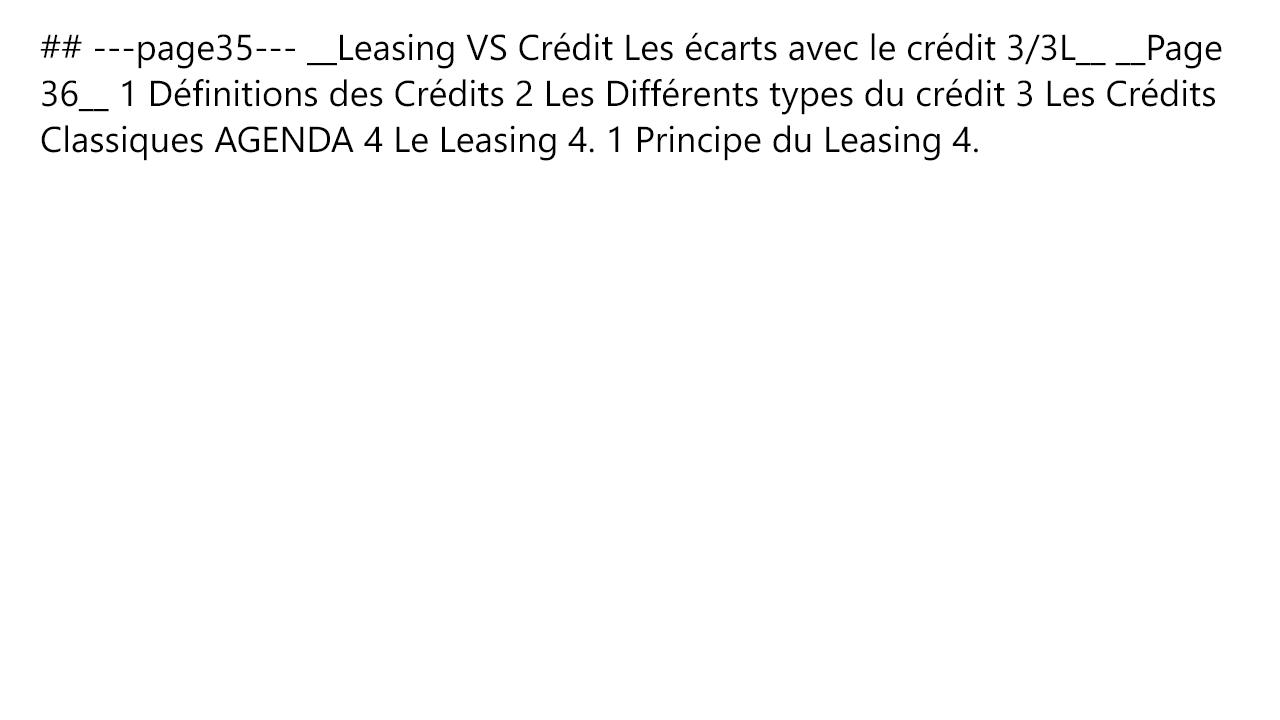 ## ---page35--- __Leasing VS Crédit Les écarts avec le crédit 3/3L__ __Page
36__ 1 Définitions des Crédits 2 Les Différents types du crédit 3 Les Crédits
Classiques AGENDA 4 Le Leasing 4. 1 Principe du Leasing 4.